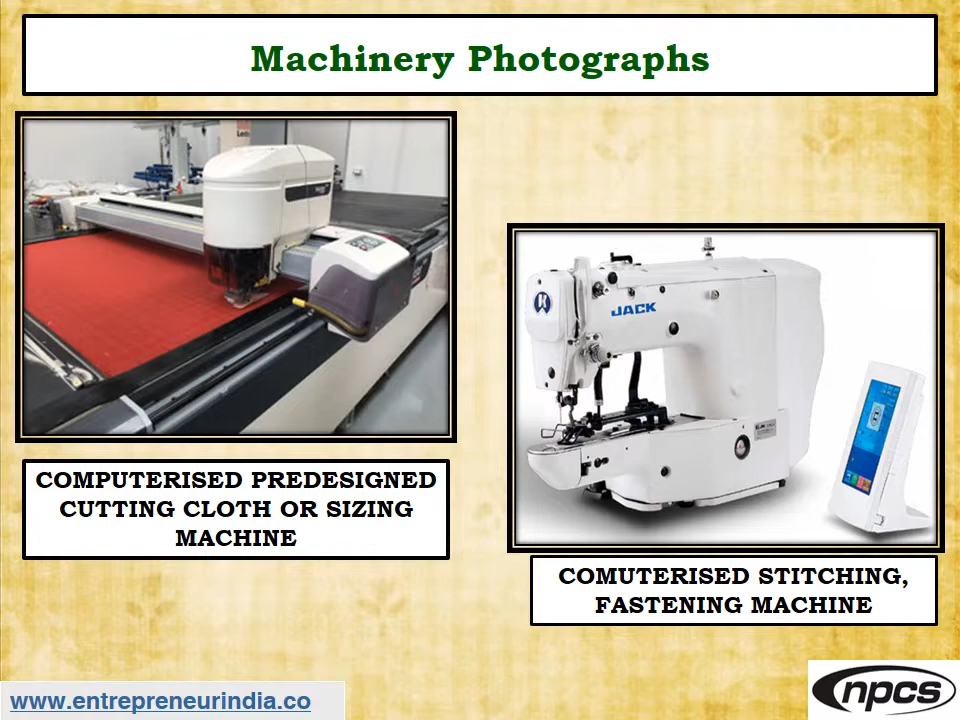 Machinery Photographs
COMPUTERISED PREDESIGNED
CUTTING CLOTH OR SIZING
MACHINE
JACK
COMUTERISED STITCHING,
FASTENING MACHINE
www.entrepreneurindia.co
npcs